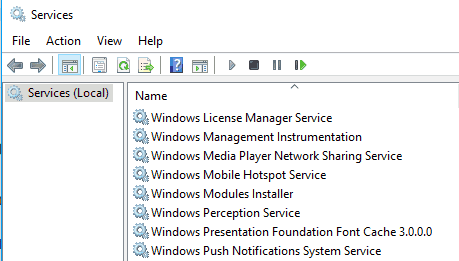 Services
File Action View Help
Services (Local)
Name
Windows License Manager Service
Windows Management Instrumentation
Windows Media Player Network Sharing Service
Windows Mobile Hotspot Service
Windows Modules Installer
Windows Perception Service
Windows Presentation Foundation Font Cache 3.0.0.0
Windows Push Notifications System Service